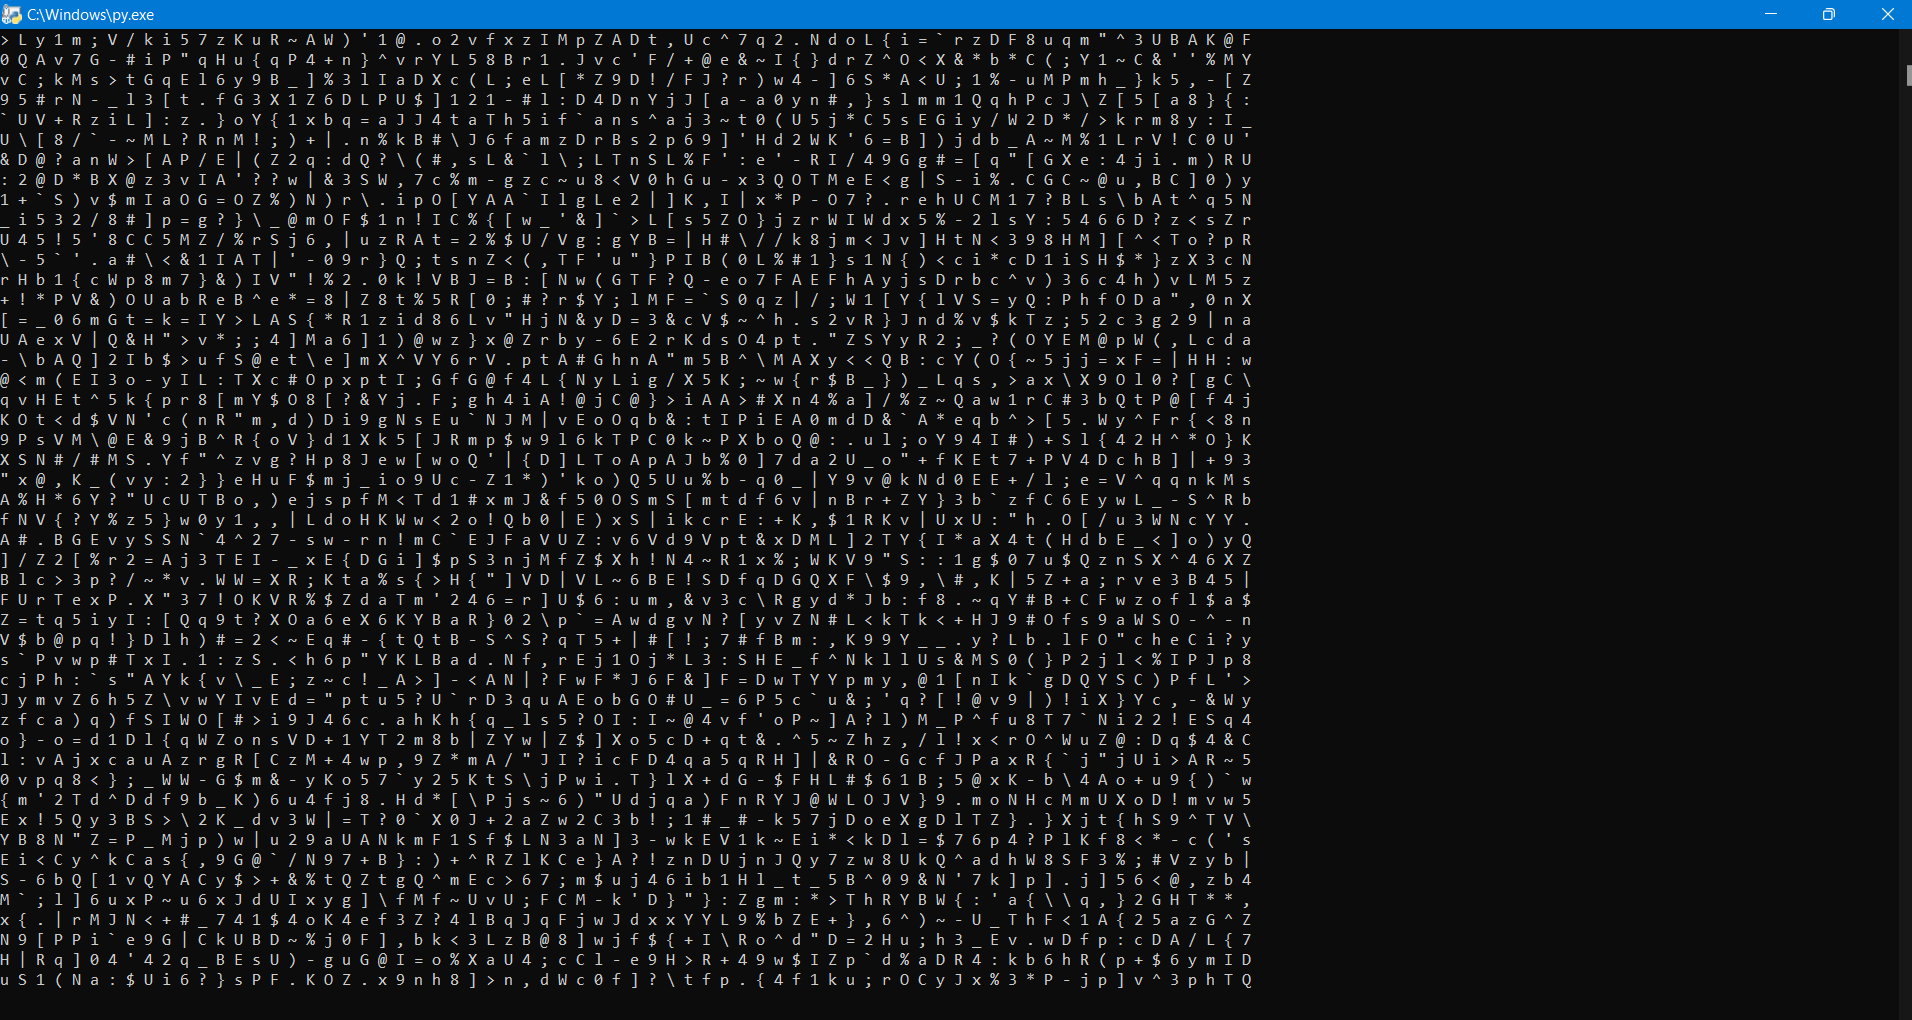 C:\Windows\py.exe
> L y 1 m ; V / k i 5 7 z K u R ~ A W ) ' 1 @ . o 2 v f x z I M p Z A D t , U c ^ 7 q 2 . N d o L { i = ` r z D F 8 u q m " ^ 3 U B A K @ F
0 Q A v 7 G - # i P " q H u { q P 4 + n } ^ v r Y L 5 8 B r 1 . J v c ' F / + @ e & ~ I { } d r Z ^ O < X & * b * C ( ; Y 1 ~ C & ' ' % M Y
v C ; k M s > t G q E l 6 y 9 B _ ] % 3 l I a D X c ( L ; e L [ * Z 9 D ! / F J ? r ) w 4 - ] 6 S * A < U ; 1 % - u M P m h _ } k 5 , - [ Z
9 5 # r N - _ l 3 [ t . f G 3 X 1 Z 6 D L P U $ ] 1 2 1 - # l : D 4 D n Y j J [ a - a 0 y n # , } s l m m 1 Q q h P c J \ Z [ 5 [ a 8 } { :
` U V + R z i L ] : z . } o Y { 1 x b q = a J J 4 t a T h 5 i f ` a n s ^ a j 3 ~ t 0 ( U 5 j * C 5 s E G i y / W 2 D * / > k r m 8 y : I _
U \ [ 8 / ` - ~ M L ? R n M ! ; ) + | . n % k B # \ J 6 f a m z D r B s 2 p 6 9 ] ' H d 2 W K ' 6 = B ] ) j d b _ A ~ M % 1 L r V ! C 0 U '
& D @ ? a n W > [ A P / E | ( Z 2 q : d Q ? \ ( # , s L & ` l \ ; L T n S L % F ' : e ' - R I / 4 9 G g # = [ q " [ G X e : 4 j i . m ) R U
: 2 @ D * B X @ z 3 v I A ' ? ? w | & 3 S W , 7 c % m - g z c ~ u 8 < V 0 h G u - x 3 Q O T M e E < g | S - i % . C G C ~ @ u , B C ] 0 ) y
1 + ` S ) v $ m I a O G = O Z % ) N ) r \ . i p O [ Y A A ` I l g L e 2 | ] K , I | x * P - O 7 ? . r e h U C M 1 7 ? B L s \ b A t ^ q 5 N
_ i 5 3 2 / 8 # ] p = g ? } \ _ @ m O F $ 1 n ! I C % { [ w _ ' & ] ` > L [ s 5 Z O } j z r W I W d x 5 % - 2 l s Y : 5 4 6 6 D ? z < s Z r
U 4 5 ! 5 ' 8 C C 5 M Z / % r S j 6 , | u z R A t = 2 % $ U / V g : g Y B = | H # \ / / k 8 j m < J v ] H t N < 3 9 8 H M ] [ ^ < T o ? p R
\ - 5 ` ' . a # \ < & 1 I A T | ' - 0 9 r } Q ; t s n Z < ( , T F ' u " } P I B ( 0 L % # 1 } s 1 N { ) < c i * c D 1 i S H $ * } z X 3 c N
r H b 1 { c W p 8 m 7 } & ) I V " ! % 2 . 0 k ! V B J = B : [ N w ( G T F ? Q - e o 7 F A E F h A y j s D r b c ^ v ) 3 6 c 4 h ) v L M 5 z
+ ! * P V & ) O U a b R e B ^ e * = 8 | Z 8 t % 5 R [ 0 ; # ? r $ Y ; l M F = ` S 0 q z | / ; W 1 [ Y { l V S = y Q : P h f O D a " , 0 n X
[ = _ 0 6 m G t = k = I Y > L A S { * R 1 z i d 8 6 L v " H j N & y D = 3 & c V $ ~ ^ h . s 2 v R } J n d % v $ k T z ; 5 2 c 3 g 2 9 | n a
U A e x V | Q & H " > v * ; ; 4 ] M a 6 ] 1 ) @ w z } x @ Z r b y - 6 E 2 r K d s O 4 p t . " Z S Y y R 2 ; _ ? ( O Y E M @ p W ( , L c d a
- \ b A Q ] 2 I b $ > u f S @ e t \ e ] m X ^ V Y 6 r V . p t A # G h n A " m 5 B ^ \ M A X y < < Q B : c Y ( O { ~ 5 j j = x F = | H H : w
@ < m ( E I 3 o - y I L : T X c # O p x p t I ; G f G @ f 4 L { N y L i g / X 5 K ; ~ w { r $ B _ } ) _ L q s , > a x \ X 9 O l 0 ? [ g C \
q v H E t ^ 5 k { p r 8 [ m Y $ O 8 [ ? & Y j . F ; g h 4 i A ! @ j C @ } > i A A > # X n 4 % a ] / % z ~ Q a w 1 r C # 3 b Q t P @ [ f 4 j
K O t < d $ V N ' c ( n R " m , d ) D i 9 g N s E u ` N J M | v E o O q b & : t I P i E A 0 m d D & ` A * e q b ^ > [ 5 . W y ^ F r { < 8 n
9 P s V M \ @ E & 9 j B ^ R { o V } d 1 X k 5 [ J R m p $ w 9 l 6 k T P C 0 k ~ P X b o Q @ : . u l ; o Y 9 4 I # ) + S l { 4 2 H ^ * O } K
X S N # / # M S . Y f " ^ z v g ? H p 8 J e w [ w o Q ' | { D ] L T o A p A J b % 0 ] 7 d a 2 U _ o " + f K E t 7 + P V 4 D c h B ] | + 9 3
" x @ , K _ ( v y : 2 } } e H u F $ m j _ i o 9 U c - Z 1 * ) ' k o ) Q 5 U u % b - q 0 _ | Y 9 v @ k N d 0 E E + / l ; e = V ^ q q n k M s
A % H * 6 Y ? " U c U T B o , ) e j s p f M < T d 1 # x m J & f 5 0 O S m S [ m t d f 6 v | n B r + Z Y } 3 b ` z f C 6 E y w L _ - S ^ R b
f N V { ? Y % z 5 } w 0 y 1 , , | L d o H K W w < 2 o ! Q b 0 | E ) x S | i k c r E : + K , $ 1 R K v | U x U : " h . O [ / u 3 W N c Y Y .
A # . B G E v y S S N ` 4 ^ 2 7 - s w - r n ! m C ` E J F a V U Z : v 6 V d 9 V p t & x D M L ] 2 T Y { I * a X 4 t ( H d b E _ < ] o ) y Q
] / Z 2 [ % r 2 = A j 3 T E I - _ x E { D G i ] $ p S 3 n j M f Z $ X h ! N 4 ~ R 1 x % ; W K V 9 " S : : 1 g $ 0 7 u $ Q z n S X ^ 4 6 X Z
B l c > 3 p ? / ~ * v . W W = X R ; K t a % s { > H { " ] V D | V L ~ 6 B E ! S D f q D G Q X F \ $ 9 , \ # , K | 5 Z + a ; r v e 3 B 4 5 |
F U r T e x P . X " 3 7 ! O K V R % $ Z d a T m ' 2 4 6 = r ] U $ 6 : u m , & v 3 c \ R g y d * J b : f 8 . ~ q Y # B + C F w z o f l $ a $
Z = t q 5 i y I : [ Q q 9 t ? X O a 6 e X 6 K Y B a R } 0 2 \ p ` = A w d g v N ? [ y v Z N # L < k T k < + H J 9 # O f s 9 a W S O - ^ - n
V $ b @ p q ! } D l h ) # = 2 < ~ E q # - { t Q t B - S ^ S ? q T 5 + | # [ ! ; 7 # f B m : , K 9 9 Y _ _ . y ? L b . l F O " c h e C i ? y
s ` P v w p # T x I . 1 : z S . < h 6 p " Y K L B a d . N f , r E j 1 O j * L 3 : S H E _ f ^ N k l l U s & M S 0 ( } P 2 j l < % I P J p 8
c j P h : ` s " A Y k { v \ _ E ; z ~ c ! _ A > ] - < A N | ? F w F * J 6 F & ] F = D w T Y Y p m y , @ 1 [ n I k ` g D Q Y S C ) P f L ' >
J y m v Z 6 h 5 Z \ v w Y I v E d = " p t u 5 ? U ` r D 3 q u A E o b G O # U _ = 6 P 5 c ` u & ; ' q ? [ ! @ v 9 | ) ! i X } Y c , - & W y
z f c a ) q ) f S I W O [ # > i 9 J 4 6 c . a h K h { q _ l s 5 ? O I : I ~ @ 4 v f ' o P ~ ] A ? l ) M _ P ^ f u 8 T 7 ` N i 2 2 ! E S q 4
o } - o = d 1 D l { q W Z o n s V D + 1 Y T 2 m 8 b | Z Y w | Z $ ] X o 5 c D + q t & . ^ 5 ~ Z h z , / l ! x < r O ^ W u Z @ : D q $ 4 & C
l : v A j x c a u A z r g R [ C z M + 4 w p , 9 Z * m A / " J I ? i c F D 4 q a 5 q R H ] | & R O - G c f J P a x R { ` j " j U i > A R ~ 5
0 v p q 8 < } ; _ W W - G $ m & - y K o 5 7 ` y 2 5 K t S \ j P w i . T } l X + d G - $ F H L # $ 6 1 B ; 5 @ x K - b \ 4 A o + u 9 { ) ` w
{ m ' 2 T d ^ D d f 9 b _ K ) 6 u 4 f j 8 . H d * [ \ P j s ~ 6 ) " U d j q a ) F n R Y J @ W L O J V } 9 . m o N H c M m U X o D ! m v w 5
E x ! 5 Q y 3 B S > \ 2 K _ d v 3 W | = T ? 0 ` X 0 J + 2 a Z w 2 C 3 b ! ; 1 # _ # - k 5 7 j D o e X g D l T Z } . } X j t { h S 9 ^ T V \
Y B 8 N " Z = P _ M j p ) w | u 2 9 a U A N k m F 1 S f $ L N 3 a N ] 3 - w k E V 1 k ~ E i * < k D l = $ 7 6 p 4 ? P l K f 8 < * - c ( ' s
E i < C y ^ k C a s { , 9 G @ ` / N 9 7 + B } : ) + ^ R Z l K C e } A ? ! z n D U j n J Q y 7 z w 8 U k Q ^ a d h W 8 S F 3 % ; # V z y b |
S - 6 b Q [ 1 v Q Y A C y $ > + & % t Q Z t g Q ^ m E c > 6 7 ; m $ u j 4 6 i b 1 H l _ t _ 5 B ^ 0 9 & N ' 7 k ] p ] . j ] 5 6 < @ , z b 4
M ` ; l ] 6 u x P ~ u 6 x J d U I x y g ] \ f M f ~ U v U ; F C M - k ' D } " } : Z g m : * > T h R Y B W { : ' a { \ \ q , } 2 G H T * * ,
x { . | r M J N < + # _ 7 4 1 $ 4 o K 4 e f 3 Z ? 4 l B q J q F j w J d x x Y Y L 9 % b Z E + } , 6 ^ ) ~ - U _ T h F < 1 A { 2 5 a z G ^ Z
N 9 [ P P i ` e 9 G | C k U B D ~ % j 0 F ] , b k < 3 L z B @ 8 ] w j f $ { + I \ R o ^ d " D = 2 H u ; h 3 _ E v . w D f p : c D A / L { 7
H | R q ] 0 4 ' 4 2 q _ B E s U ) - g u G @ I = o % X a U 4 ; c C l - e 9 H > R + 4 9 w $ I Z p ` d % a D R 4 : k b 6 h R ( p + $ 6 y m I D
u S 1 ( N a : $ U i 6 ? } s P F . K O Z . x 9 n h 8 ] > n , d W c 0 f ] ? \ t f p . { 4 f 1 k u ; r O C y J x % 3 * P - j p ] v ^ 3 p h T Q